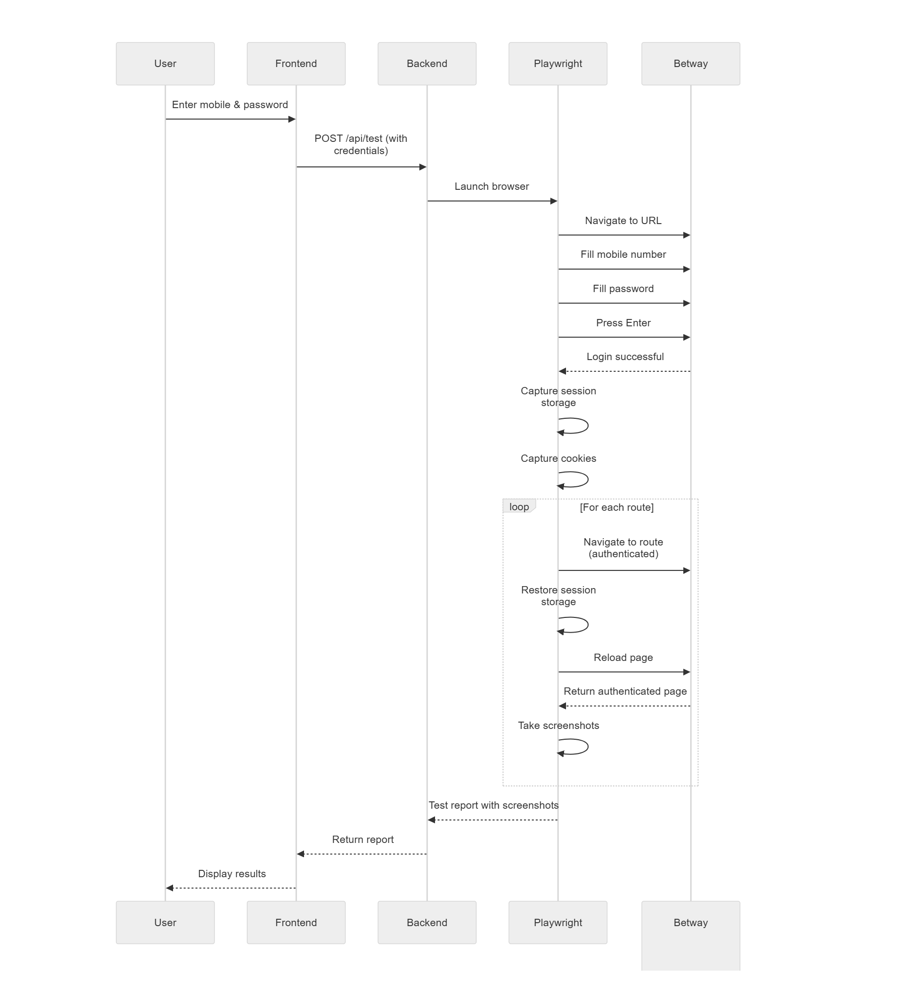 User
Frontend
Backend
Playwright
Betway
Enter mobile & password
POST /api/test (with
credentials)
Launch browser
Navigate to URL
Fill mobile number
Fill password
Press Enter
Login successful
Capture session
storage
Capture cookies
loop
[For each route]
Navigate to route
(authenticated)
Restore session
storage
Reload page
Return authenticated page
Take screenshots
Test report with screenshots
Return report
Display results
User
Frontend
Backend
Playwright
Betway